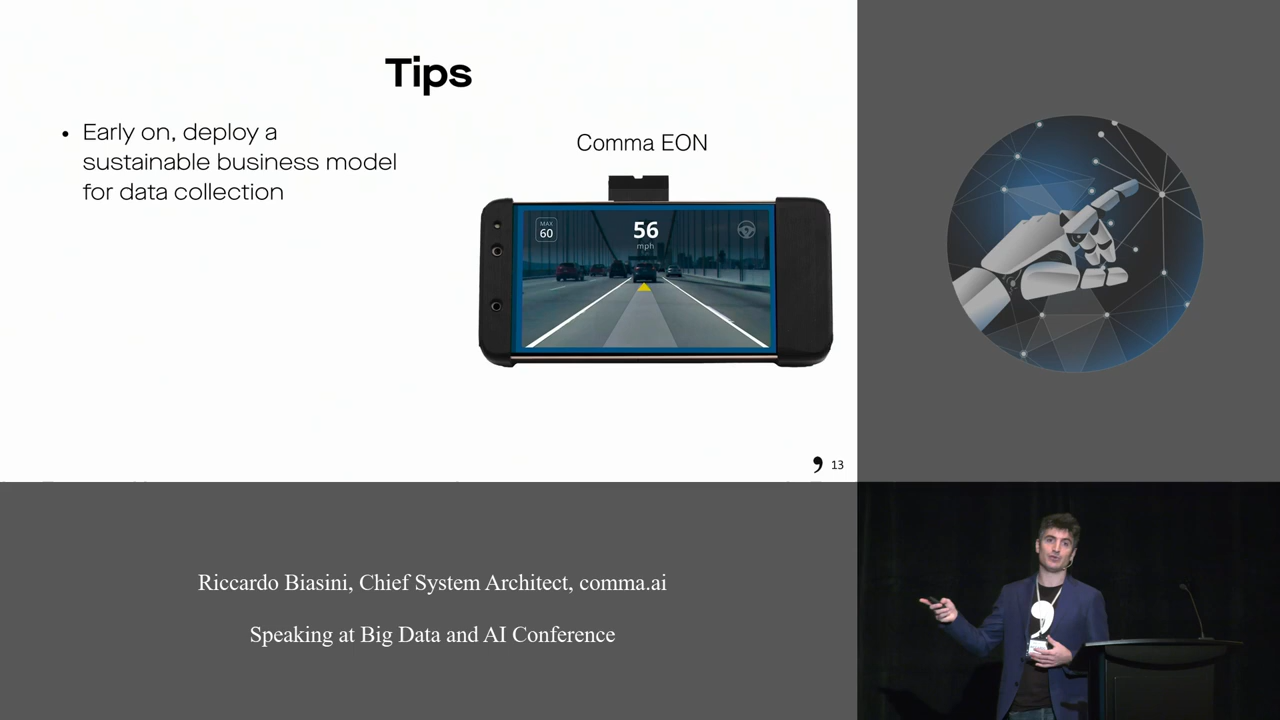 Tips
• Early on, deploy a
sustainable business model
for data collection
Comma EON
MAX
60
56
mph
13
Riccardo Biasini, Chief System Architect, comma.ai
Speaking at Big Data and AI Conference